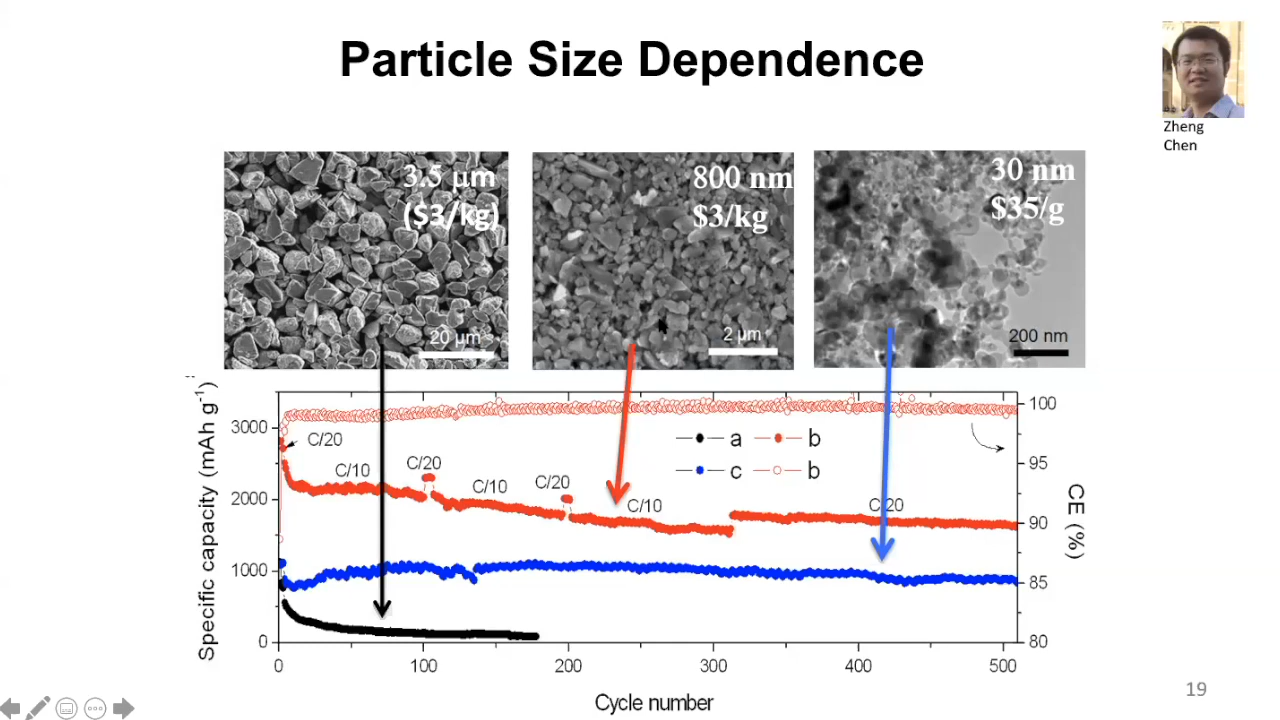 Particle Size Dependence
Zheng
Chen
3.5 μm
($3/kg)
20 μm
800 nm
$3/kg
2 μm
30 nm
$35/g
200 nm
Specific capacity (mAh g-1)
3000
2000
1000
0
C/20
C/10
C/20
C/10
C/20
C/10
C/20
a
b
c
b
100
95
90
85
80
CE (%)
0
100
200
300
400
500
Cycle number
19